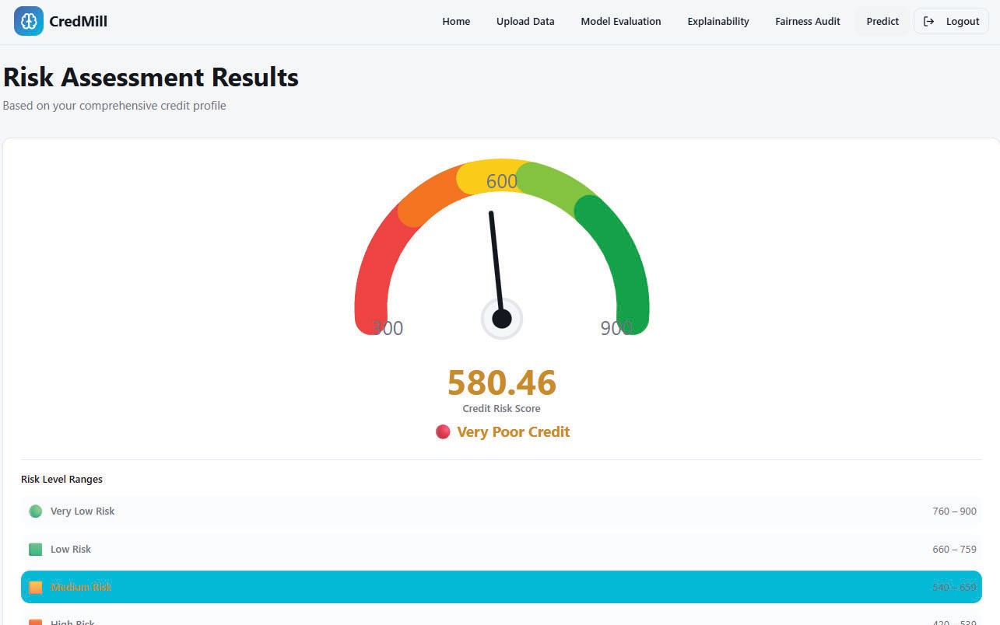 CredMill
Home Upload Data Model Evaluation Explainability Fairness Audit Predict Logout
Risk Assessment Results
Based on your comprehensive credit profile
600
300 900
580.46
Credit Risk Score
Very Poor Credit
Risk Level Ranges
Very Low Risk 760 – 900
Low Risk 660 – 759
Medium Risk 540 – 659
High Risk 420 – 539